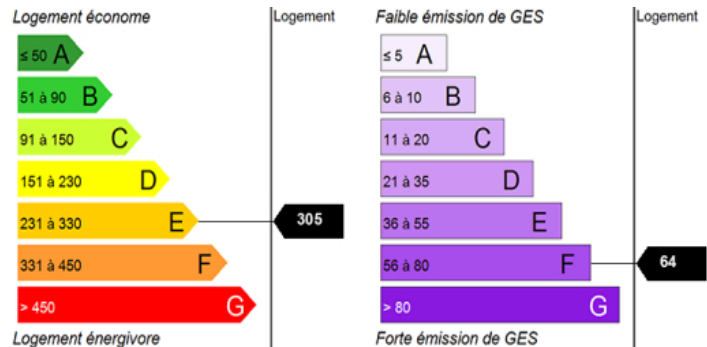 Logement économe
Logement
≤ 50 A
51 à 90 B
91 à 150 C
151 à 230 D
231 à 330 E
305
331 à 450 F
> 450 G
Logement énergivore
Faible émission de GES
Logement
≤ 5 A
6 à 10 B
11 à 20 C
21 à 35 D
36 à 55 E
56 à 80 F
64
> 80 G
Forte émission de GES